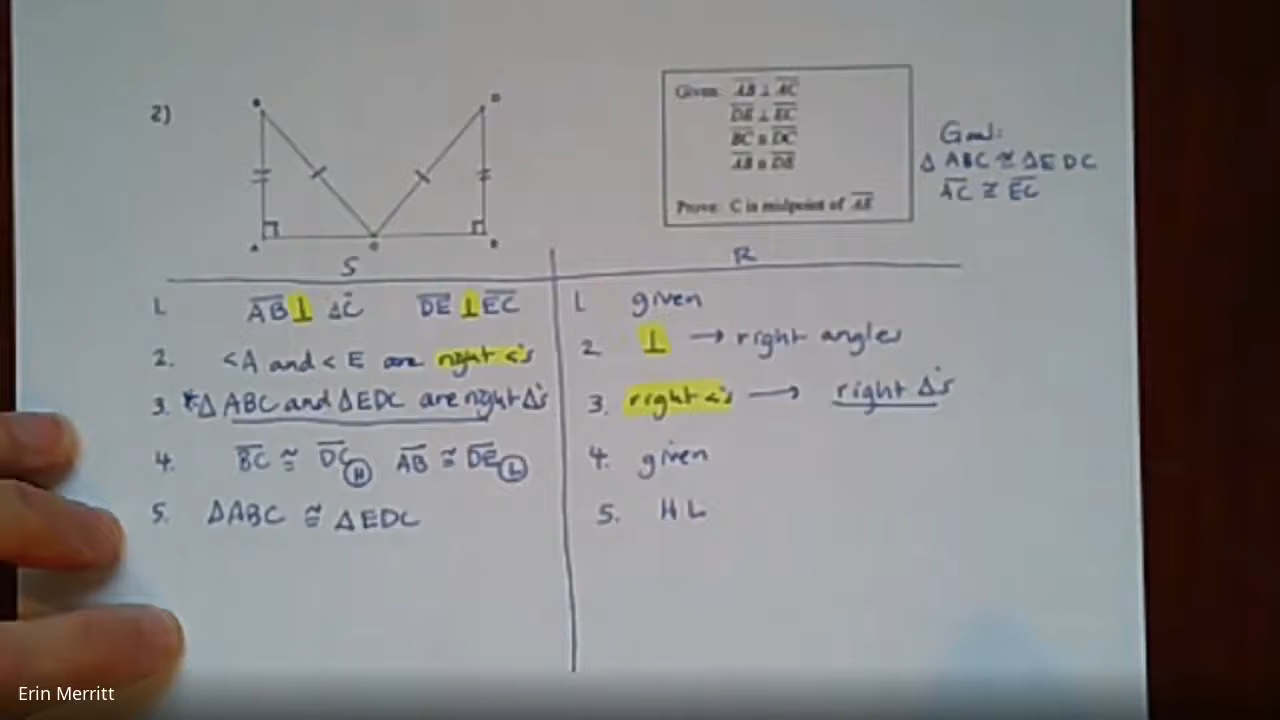 2)
Given: AB ⊥ AC
DE ⊥ EC
BC ≅ DC
AB ≅ DE
Prove: C is midpoint of AE
Goal:
△ ABC ≅ △EDC
AC ≅ EC
S R
1. AB ⊥ AC DE ⊥ EC 1. given
2. <A and <E are right <'s 2. ⊥ → right angles
3. *△ ABC and △EDC are right △'s 3. right <'s → right △'s
4. BC ≅ DC (H) AB ≅ DE (L) 4. given
5. △ABC ≅ △EDC 5. HL
Erin Merritt